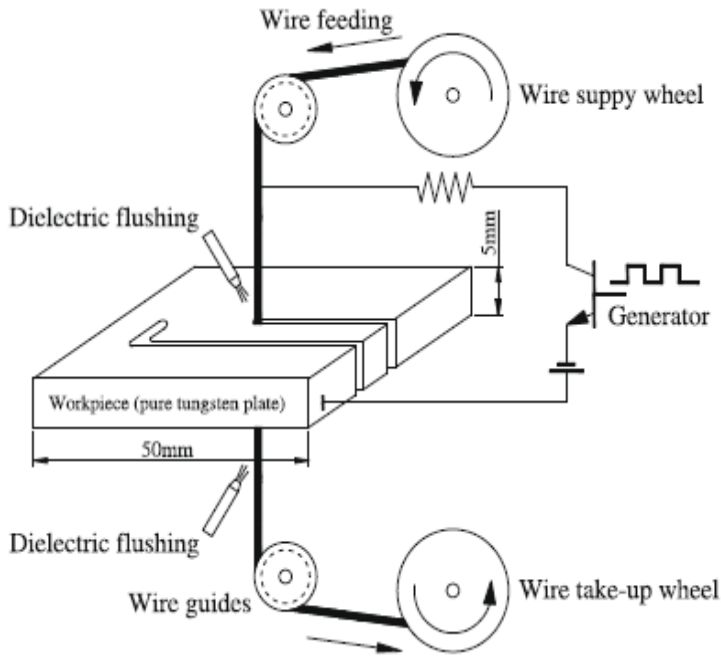 Wire feeding
Wire suppy wheel
Dielectric flushing
5mm
Generator
Workpiece (pure tungsten plate)
50mm
Dielectric flushing
Wire guides
Wire take-up wheel